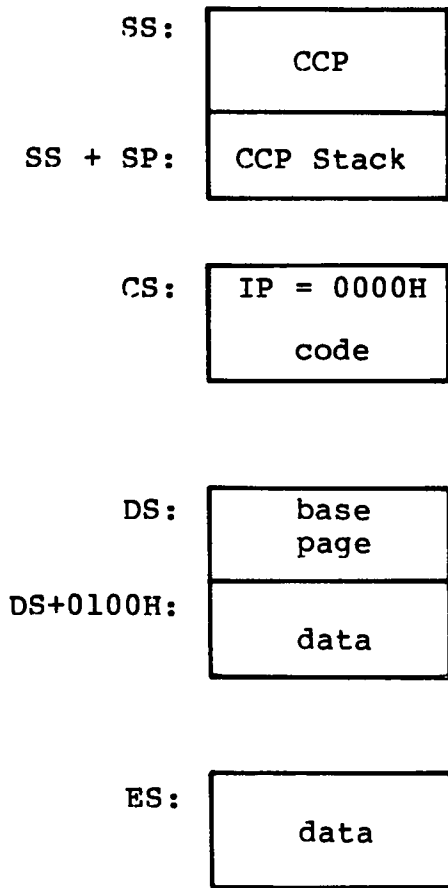 SS:
CCP
SS + SP: CCP Stack
CS: IP = 0000H
code
DS: base
page
DS+0100H:
data
ES:
data